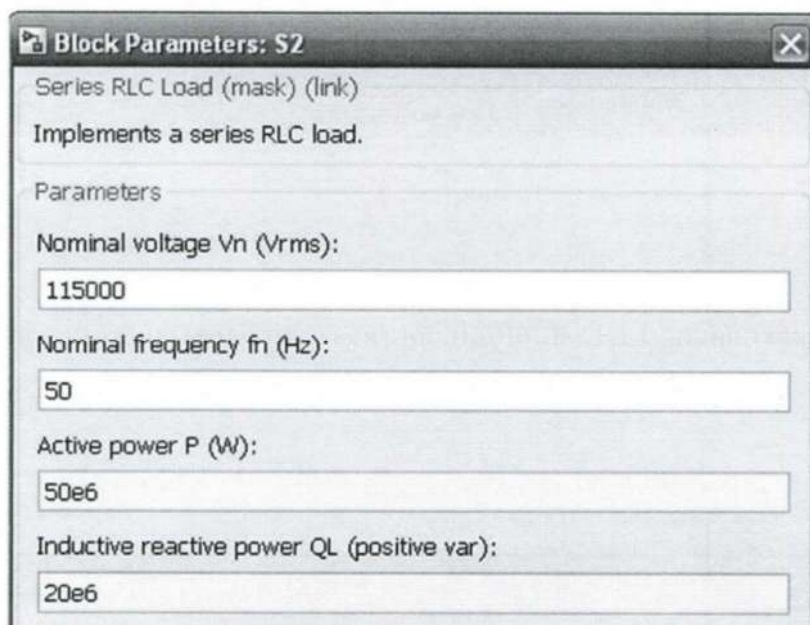 Block Parameters: S2
Series RLC Load (mask) (link)
Implements a series RLC load.
Parameters
Nominal voltage Vn (Vrms):
115000
Nominal frequency fn (Hz):
50
Active power P (W):
50e6
Inductive reactive power QL (positive var):
20e6